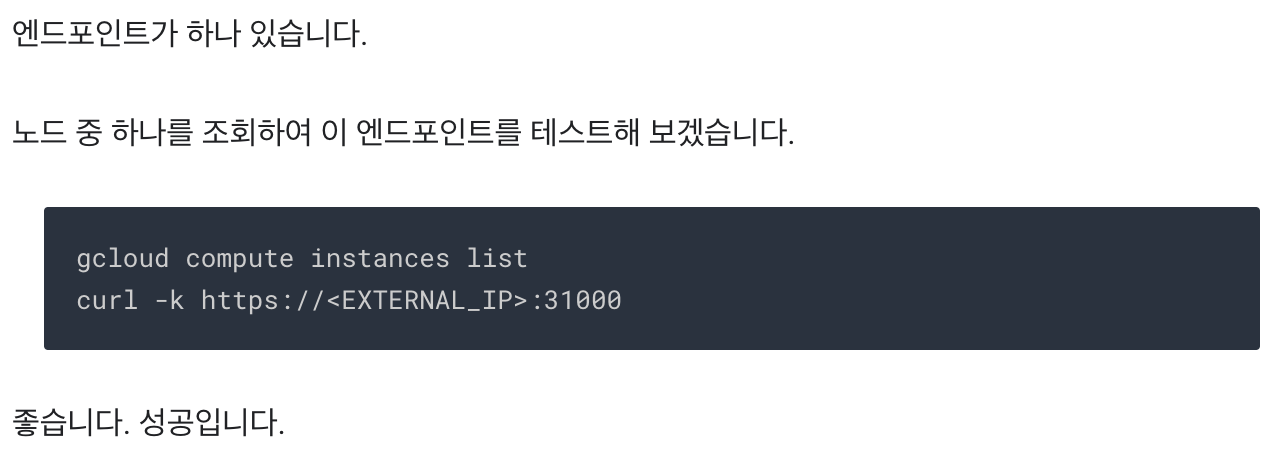 엔드포인트가 하나 있습니다.
노드 중 하나를 조회하여 이 엔드포인트를 테스트해 보겠습니다.
gcloud compute instances list
curl -k https://<EXTERNAL_IP>:31000
좋습니다. 성공입니다.